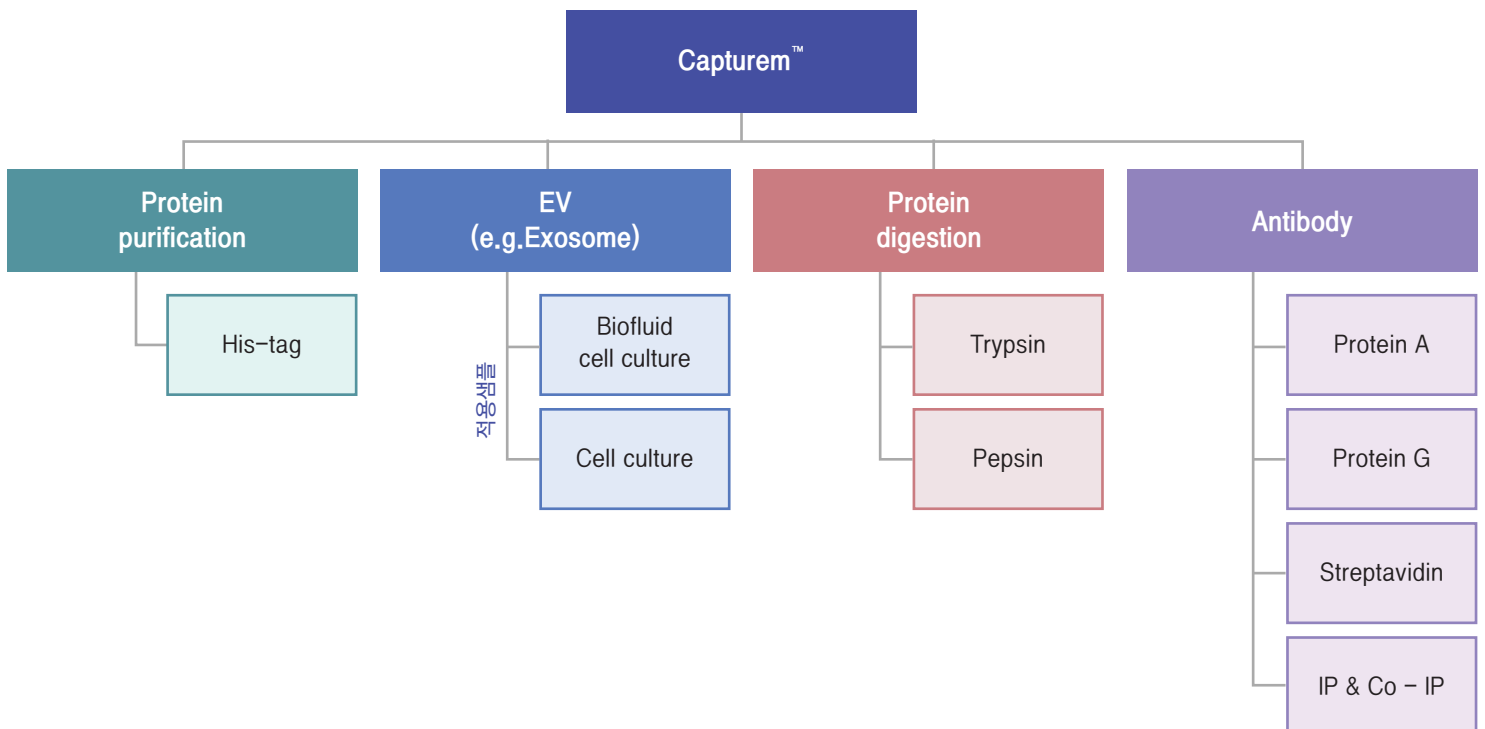 Capturem™
Protein
purification
His-tag
EV
(e.g.Exosome)
적용샘플
Biofluid
cell culture
Cell culture
Protein
digestion
Trypsin
Pepsin
Antibody
Protein A
Protein G
Streptavidin
IP & Co - IP